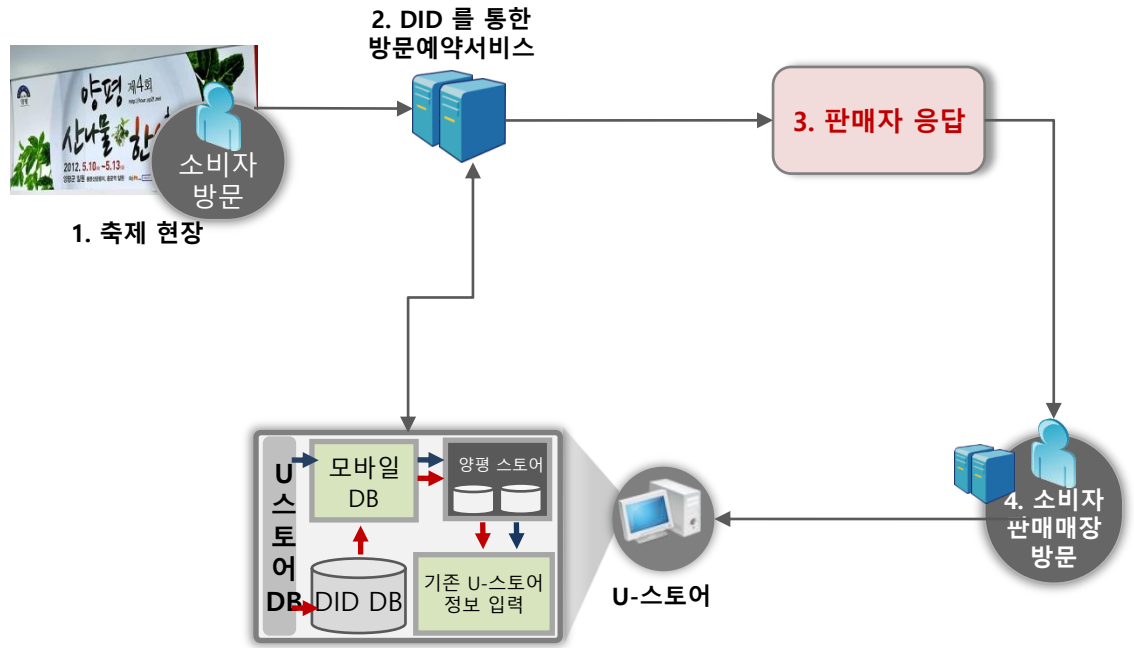 2. DID 를 통한
방문예약서비스
양평 제4회
산나물
2012. 5.10 ~5.13
소비자
방문
1. 축제 현장
3. 판매자 응답
U
스
토
어
DB
모바일
DB
양평 스토어
DID DB
기존 U-스토어
정보 입력
U-스토어
4. 소비자
판매매장
방문